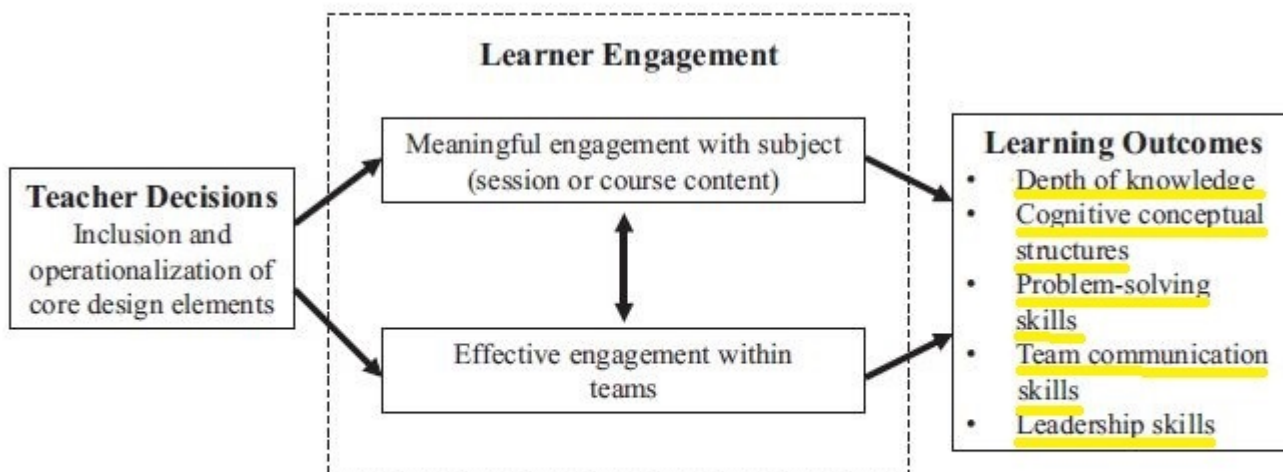 Learner Engagement
Teacher Decisions
Inclusion and
operationalization of
core design elements
Meaningful engagement with subject
(session or course content)
Effective engagement within
teams
Learning Outcomes
• Depth of knowledge
• Cognitive conceptual
structures
• Problem-solving
skills
• Team communication
skills
• Leadership skills